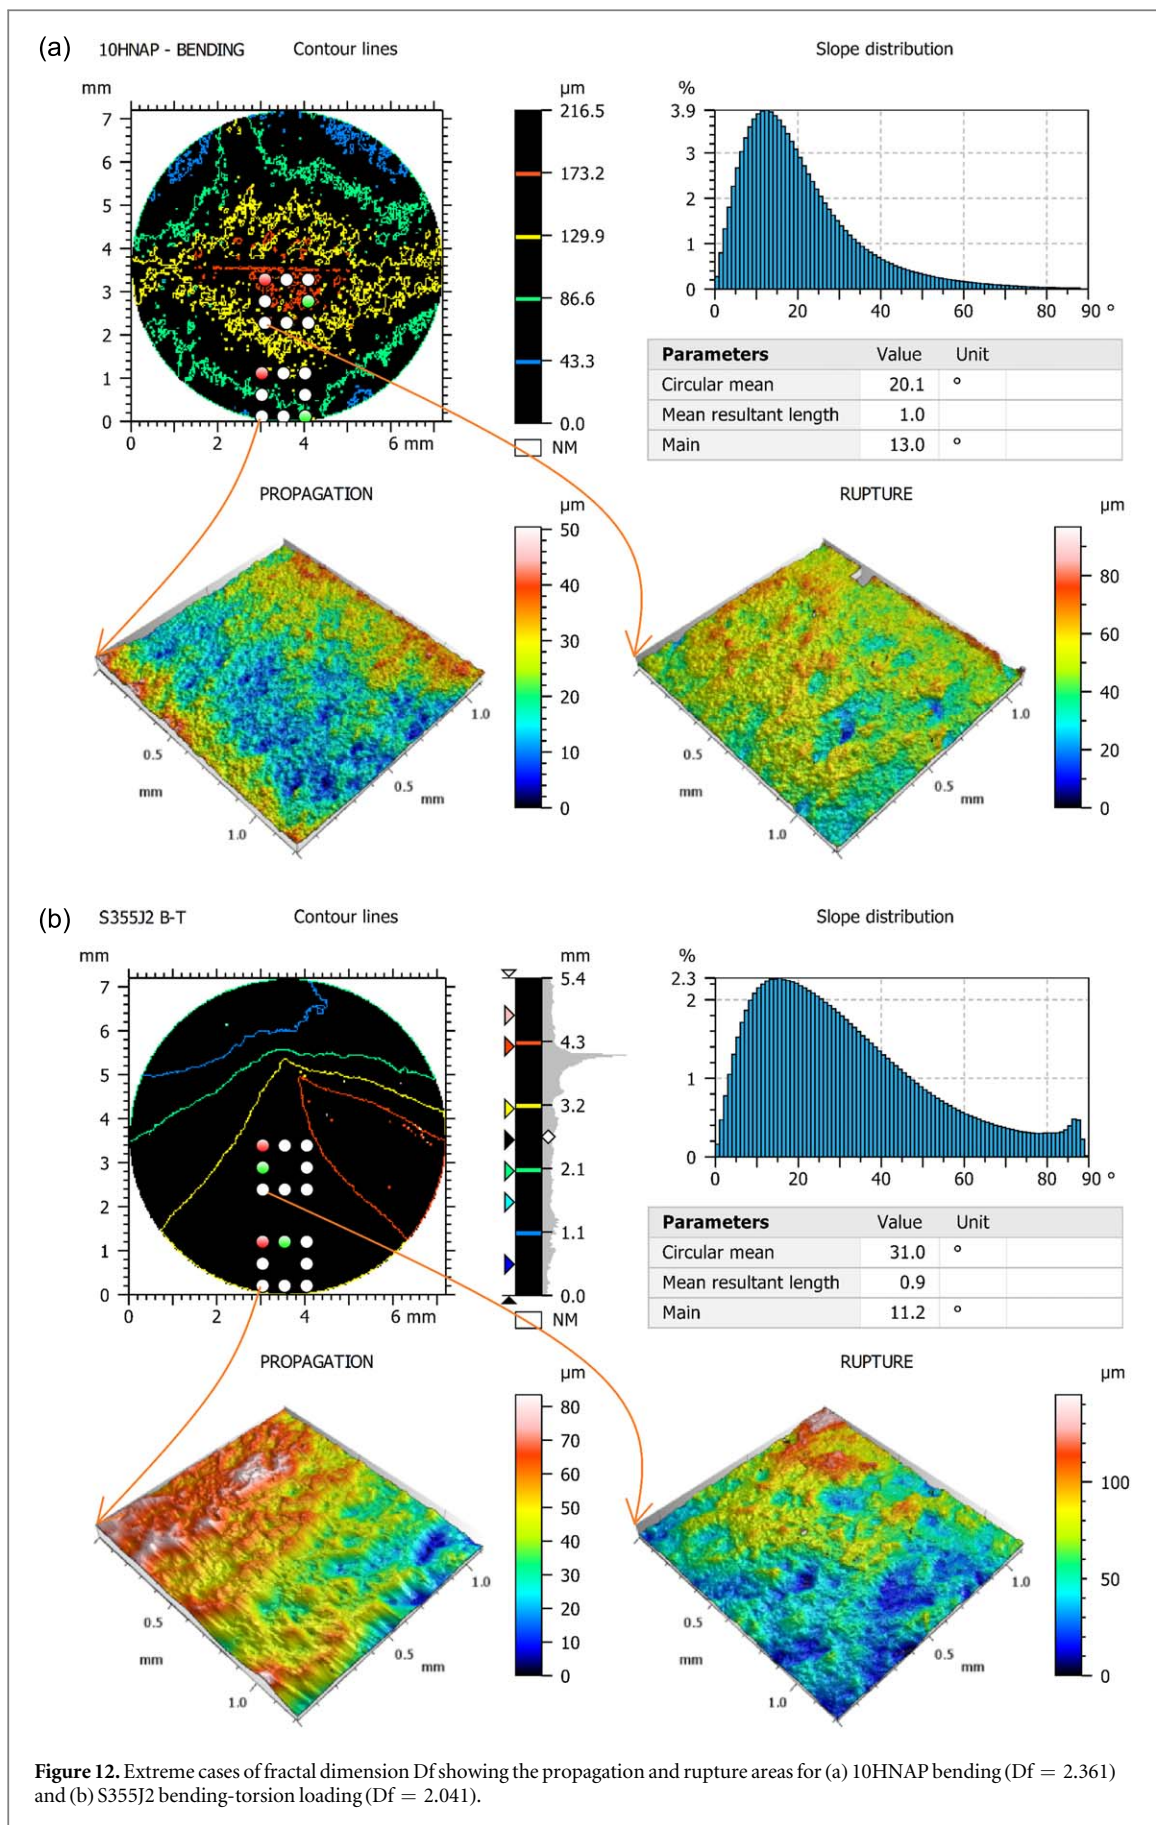 (a)
10HNAP - BENDING Contour lines Slope distribution
mm µm %
7
6
5
4
3
2
1
0
0 2 4 6 mm
216.5
173.2
129.9
86.6
43.3
0.0
NM
3.9
3
2
1
0
0 20 40 60 80 90 °
Parameters Value Unit
Circular mean 20.1 °
Mean resultant length 1.0
Main 13.0 °
PROPAGATION
µm
50
40
30
20
10
0
0.5
mm
1.0
1.0
0.5
mm
RUPTURE
µm
80
60
40
20
0
0.5
mm
1.0
1.0
0.5
mm
(b)
S355J2 B-T Contour lines Slope distribution
mm mm %
7
6
5
4
3
2
1
0
0 2 4 6 mm
5.4
4.3
3.2
2.1
1.1
0.0
NM
2.3
2
1
0
0 20 40 60 80 90 °
Parameters Value Unit
Circular mean 31.0 °
Mean resultant length 0.9
Main 11.2 °
PROPAGATION
µm
80
70
60
50
40
30
20
10
0
0.5
mm
1.0
1.0
0.5
mm
RUPTURE
µm
100
50
0
0.5
mm
1.0
1.0
0.5
mm
Figure 12. Extreme cases of fractal dimension Df showing the propagation and rupture areas for (a) 10HNAP bending (Df = 2.361)
and (b) S355J2 bending-torsion loading (Df = 2.041).